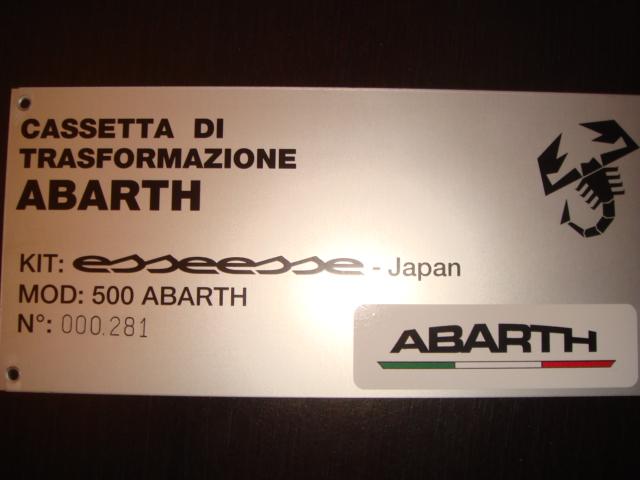 CASSETTA DI
TRASFORMAZIONE
ABARTH
KIT: esseesse - Japan
MOD: 500 ABARTH
N°: 000.281
ABARTH